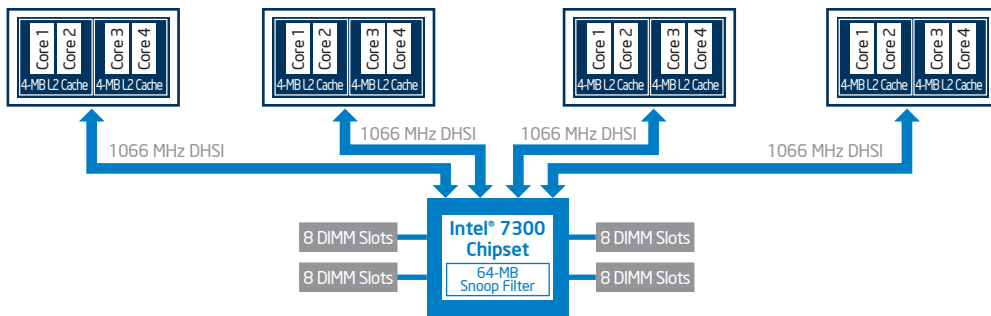 Core 1
Core 2
Core 3
Core 4
4-MB L2 Cache
4-MB L2 Cache
Core 1
Core 2
Core 3
Core 4
4-MB L2 Cache
4-MB L2 Cache
Core 1
Core 2
Core 3
Core 4
4-MB L2 Cache
4-MB L2 Cache
Core 1
Core 2
Core 3
Core 4
4-MB L2 Cache
4-MB L2 Cache
1066 MHz DHSI
1066 MHz DHSI
1066 MHz DHSI
1066 MHz DHSI
Intel® 7300
Chipset
64-MB
Snoop Filter
8 DIMM Slots
8 DIMM Slots
8 DIMM Slots
8 DIMM Slots